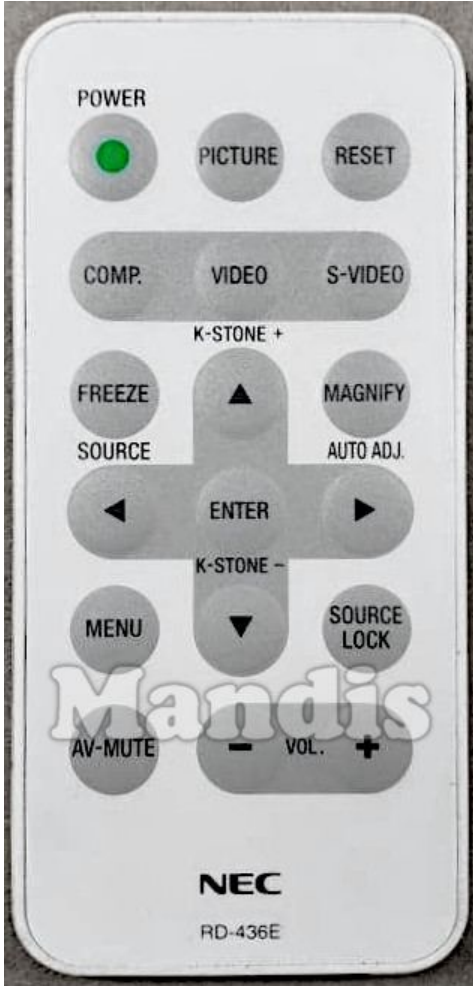 POWER
PICTURE RESET
COMP. VIDEO S-VIDEO
K-STONE +
FREEZE MAGNIFY
SOURCE AUTO ADJ.
ENTER
K-STONE -
MENU SOURCE LOCK
Mandis
AV-MUTE - VOL. +
NEC
RD-436E